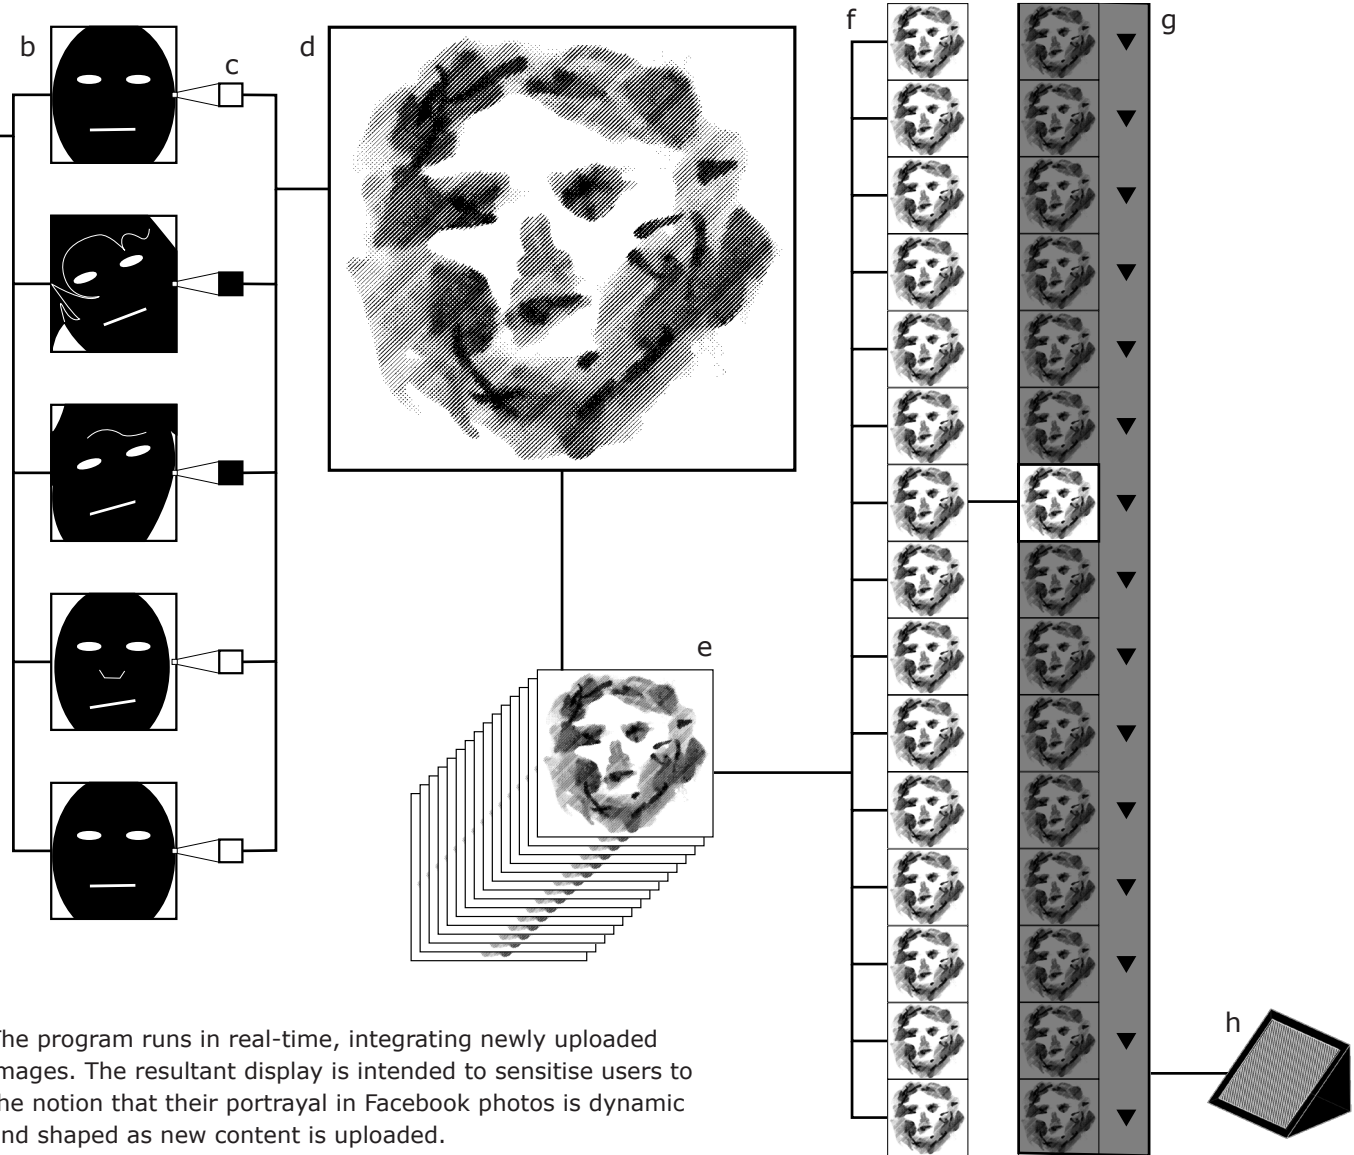 b
c
d
e
f
g
h
The program runs in real-time, integrating newly uploaded
images. The resultant display is intended to sensitise users to
the notion that their portrayal in Facebook photos is dynamic
and shaped as new content is uploaded.